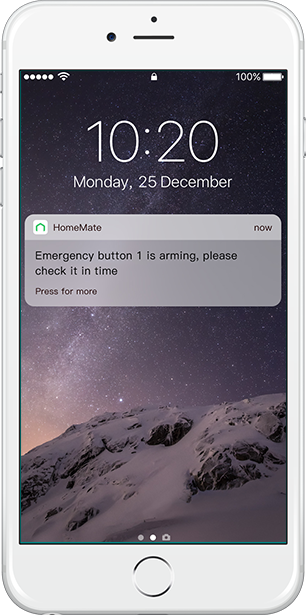 100%
10:20
Monday, 25 December
HomeMate now
Emergency button 1 is arming, please
check it in time
Press for more